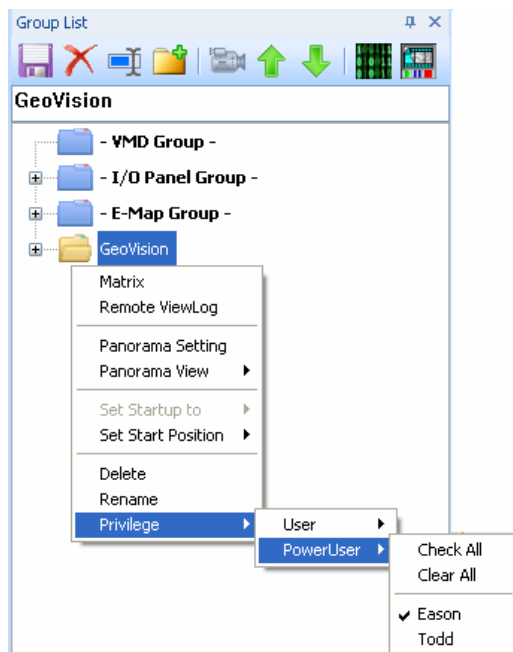 Group List
GeoVision
- VMD Group -
- I/O Panel Group -
- E-Map Group -
GeoVision
Matrix
Remote ViewLog
Panorama Setting
Panorama View
Set Startup to
Set Start Position
Delete
Rename
Privilege
User
PowerUser
Check All
Clear All
Eason
Todd